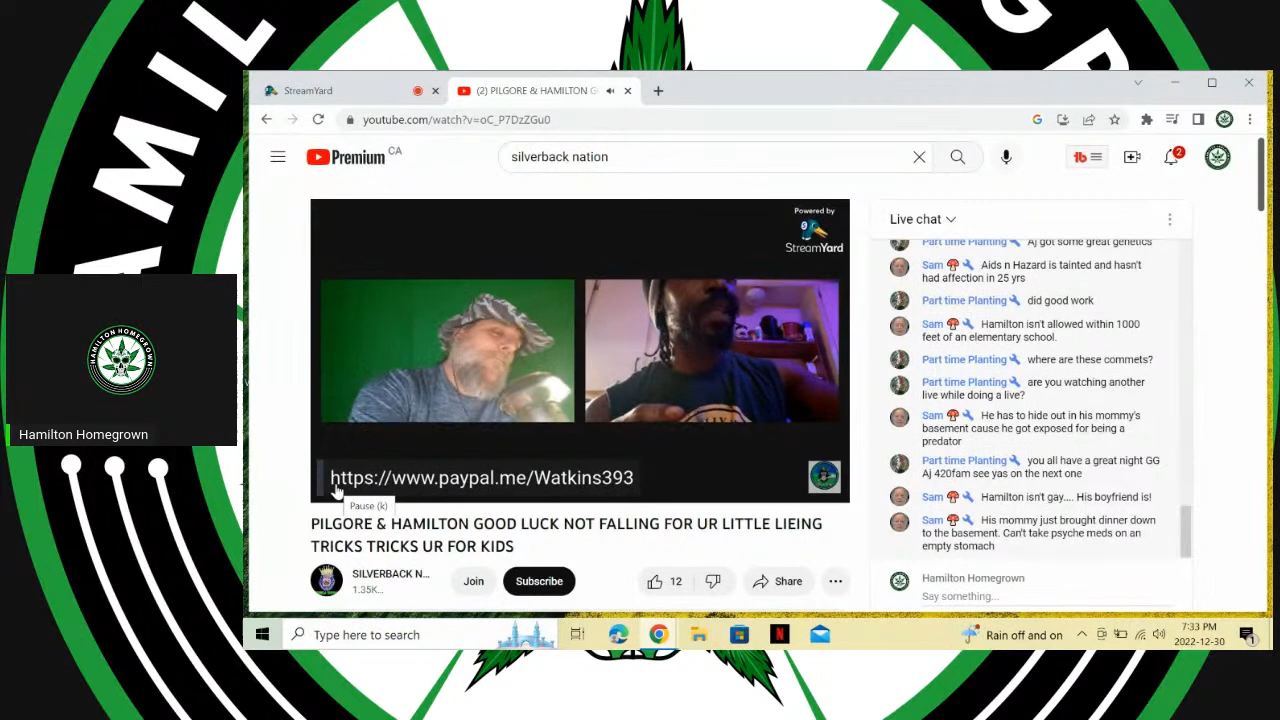 StreamYard
(2) PILGORE & HAMILTON G
youtube.com/watch?v=oC_P7DzZGu0
Premium CA
silverback nation
2
Powered by
StreamYard
https://www.paypal.me/Watkins393
Pause (k)
PILGORE & HAMILTON GOOD LUCK NOT FALLING FOR UR LITTLE LIEING
TRICKS TRICKS UR FOR KIDS
SILVERBACK N...
1.35K...
Join
Subscribe
12
Share
Live chat
Part time Planting Aj got some great genetics
Sam Aids n Hazard is tainted and hasn't
had affection in 25 yrs
Part time Planting did good work
Sam Hamilton isn't allowed within 1000
feet of an elementary school.
Part time Planting where are these commets?
Part time Planting are you watching another
live while doing a live?
Sam He has to hide out in his mommy's
basement cause he got exposed for being a
predator
Part time Planting you all have a great night GG
Aj 420fam see yas on the next one
Sam Hamilton isn't gay.... His boyfriend is!
Sam His mommy just brought dinner down
to the basement. Can't take psyche meds on an
empty stomach
Hamilton Homegrown
Say something...
HAMILTON HOMEGROWN
Hamilton Homegrown
Type here to search
Rain off and on
7:33 PM
2022-12-30
1